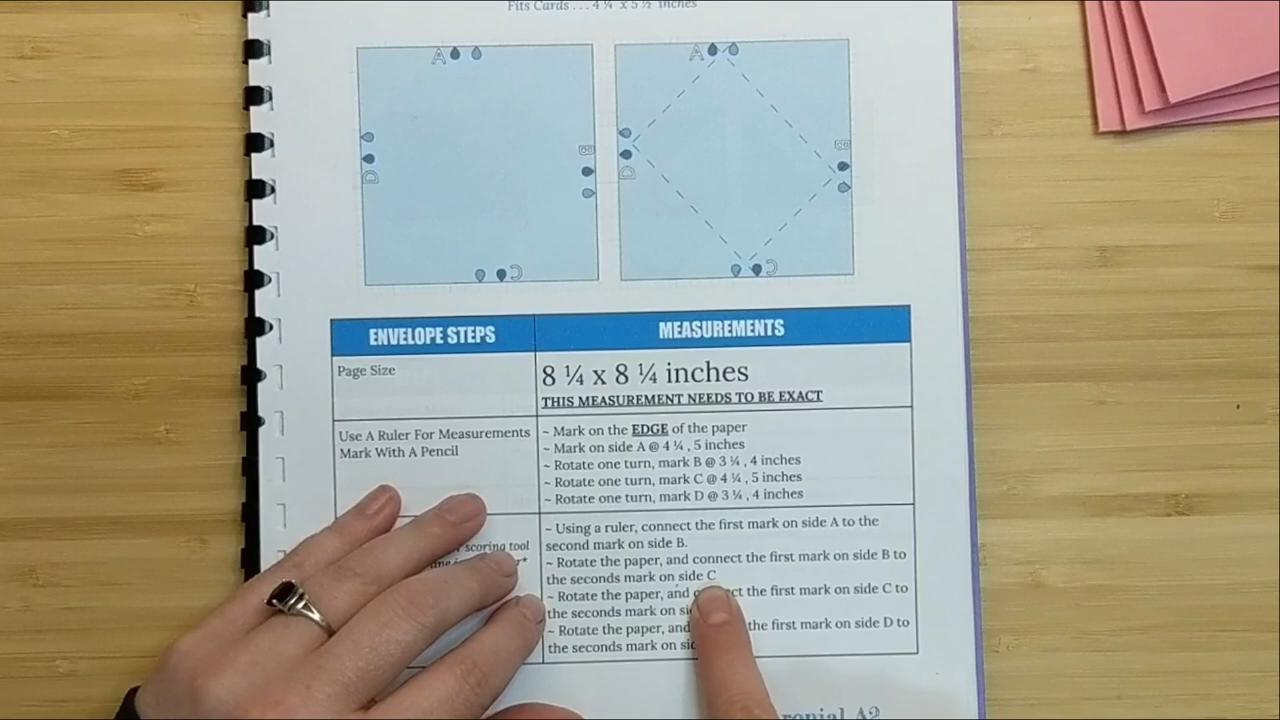 Fits Cards . . . 4 ¼ x 5 ½ inches
A
B
C
D
A
B
C
D
ENVELOPE STEPS
MEASUREMENTS
Page Size
8 ¼ x 8 ¼ inches
THIS MEASUREMENT NEEDS TO BE EXACT
Use A Ruler For Measurements
Mark With A Pencil
~ Mark on the EDGE of the paper
~ Mark on side A @ 4 ¼ , 5 inches
~ Rotate one turn, mark B @ 3 ¼ , 4 inches
~ Rotate one turn, mark C @ 4 ¼ , 5 inches
~ Rotate one turn, mark D @ 3 ¼ , 4 inches
scoring tool
~ Using a ruler, connect the first mark on side A to the
second mark on side B.
~ Rotate the paper, and connect the first mark on side B to
the seconds mark on side C
~ Rotate the paper, and the first mark on side C to
the seconds mark on
~ Rotate the paper, and the first mark on side D to
the seconds mark on
A2